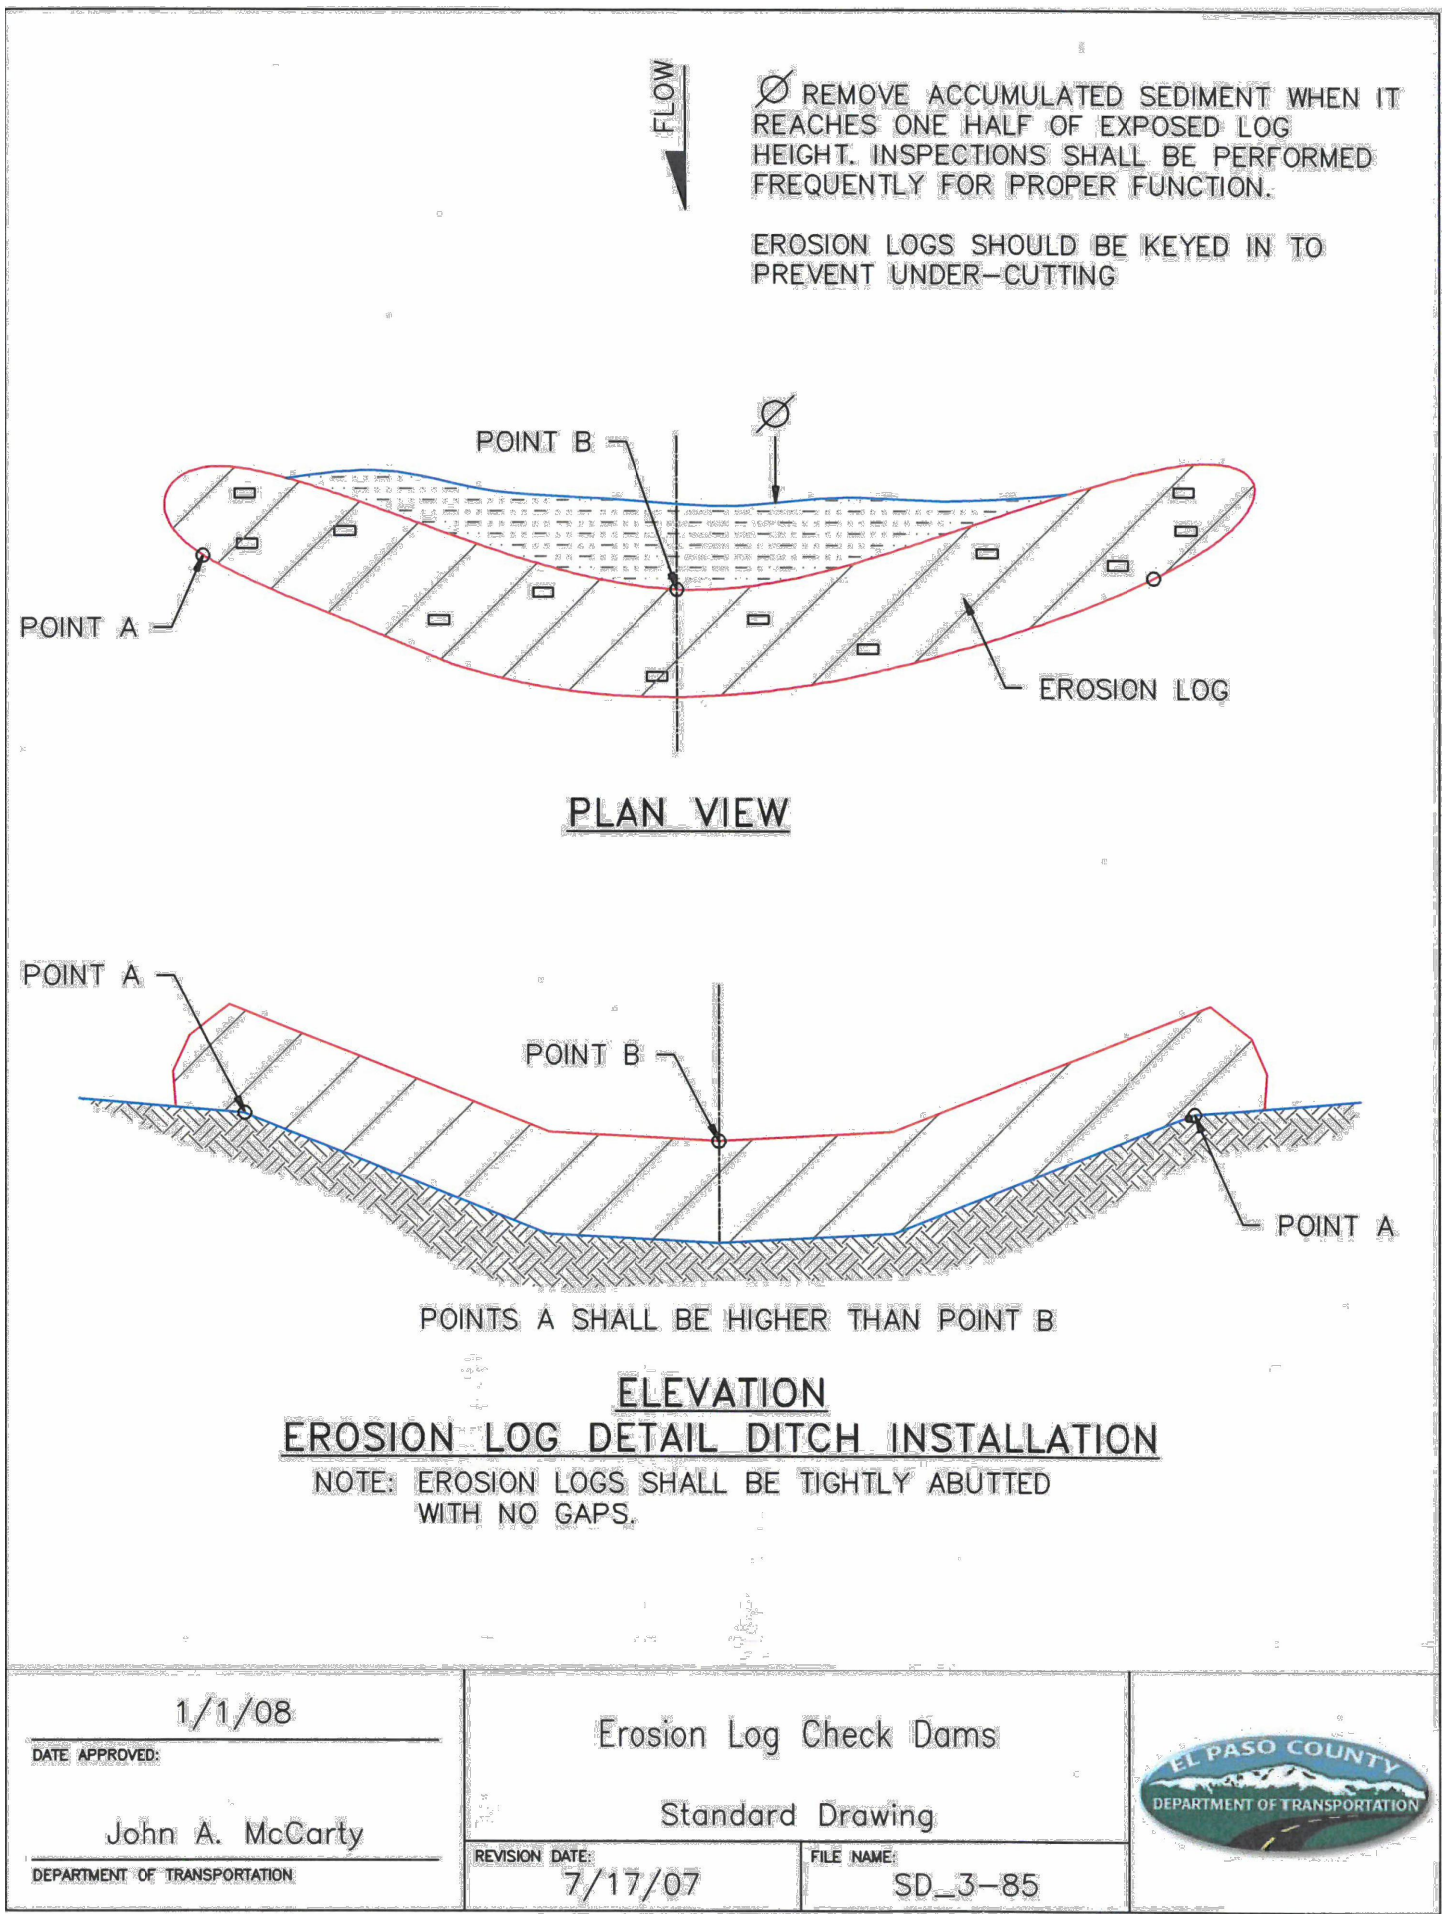 FLOW
Ø REMOVE ACCUMULATED SEDIMENT WHEN IT
REACHES ONE HALF OF EXPOSED LOG
HEIGHT. INSPECTIONS SHALL BE PERFORMED
FREQUENTLY FOR PROPER FUNCTION.
EROSION LOGS SHOULD BE KEYED IN TO
PREVENT UNDER-CUTTING
Ø
POINT B
POINT A
EROSION LOG
PLAN VIEW
POINT A
POINT B
POINT A
POINTS A SHALL BE HIGHER THAN POINT B
ELEVATION
EROSION LOG DETAIL DITCH INSTALLATION
NOTE: EROSION LOGS SHALL BE TIGHTLY ABUTTED
WITH NO GAPS.
1/1/08
DATE APPROVED:
John A. McCarty
DEPARTMENT OF TRANSPORTATION
Erosion Log Check Dams
Standard Drawing
REVISION DATE:
7/17/07
FILE NAME:
SD_3-85
EL PASO COUNTY
DEPARTMENT OF TRANSPORTATION